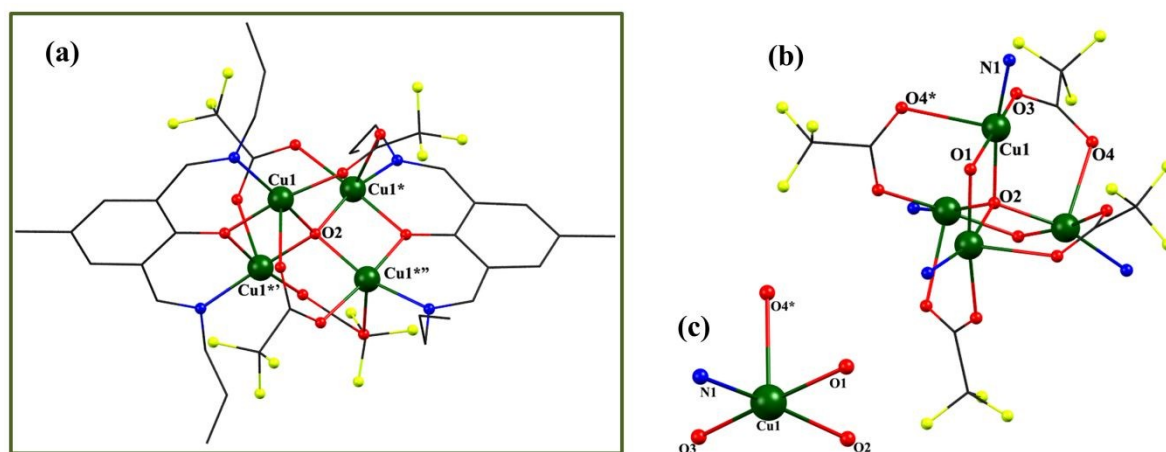 (a)
Cu1
Cu1*
O2
Cu1*'
Cu1*”
(b)
N1
O4*
O3
Cu1
O4
O1
O2
(c)
O4*
N1
O1
Cu1
O3
O2